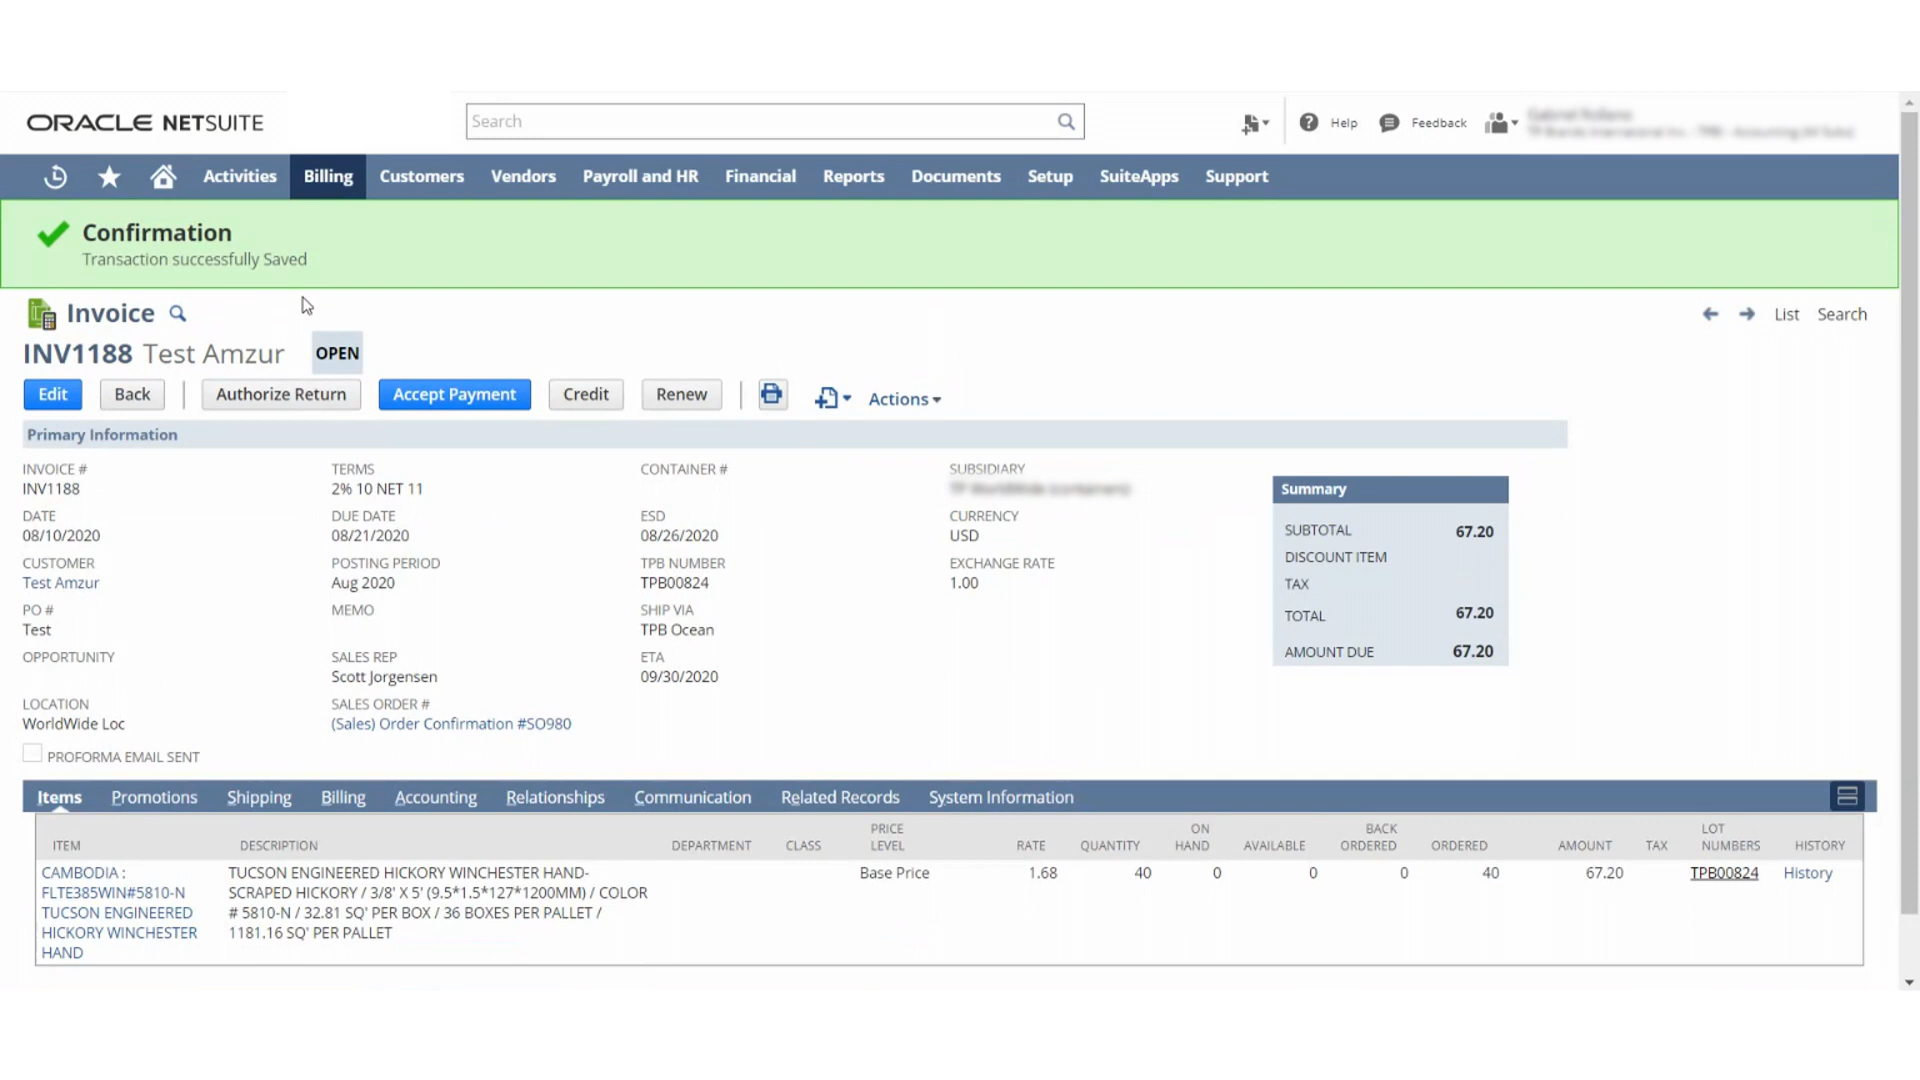 ORACLE NETSUITE
Search
Help
Feedback
Activities
Billing
Customers
Vendors
Payroll and HR
Financial
Reports
Documents
Setup
SuiteApps
Support
Confirmation
Transaction successfully Saved
Invoice
List
Search
INV1188 Test Amzur
OPEN
Edit
Back
Authorize Return
Accept Payment
Credit
Renew
Actions
Primary Information
INVOICE #
INV1188
DATE
08/10/2020
CUSTOMER
Test Amzur
PO #
Test
OPPORTUNITY
LOCATION
WorldWide Loc
PROFORMA EMAIL SENT
TERMS
2% 10 NET 11
DUE DATE
08/21/2020
POSTING PERIOD
Aug 2020
MEMO
SALES REP
Scott Jorgensen
SALES ORDER #
(Sales) Order Confirmation #SO980
CONTAINER #
ESD
08/26/2020
TPB NUMBER
TPB00824
SHIP VIA
TPB Ocean
ETA
09/30/2020
SUBSIDIARY
CURRENCY
USD
EXCHANGE RATE
1.00
Summary
SUBTOTAL 67.20
DISCOUNT ITEM
TAX
TOTAL 67.20
AMOUNT DUE 67.20
Items
Promotions
Shipping
Billing
Accounting
Relationships
Communication
Related Records
System Information
ITEM
DESCRIPTION
DEPARTMENT
CLASS
PRICE
LEVEL
RATE
QUANTITY
ON
HAND
AVAILABLE
BACK
ORDERED
ORDERED
AMOUNT
TAX
LOT
NUMBERS
HISTORY
CAMBODIA :
FLTE385WIN#5810-N
TUCSON ENGINEERED
HICKORY WINCHESTER
HAND
TUCSON ENGINEERED HICKORY WINCHESTER HAND-
SCRAPED HICKORY / 3/8' X 5' (9.5*1.5*127*1200MM) / COLOR
# 5810-N / 32.81 SQ' PER BOX / 36 BOXES PER PALLET /
1181.16 SQ' PER PALLET
Base Price
1.68
40
0
0
0
40
67.20
TPB00824
History